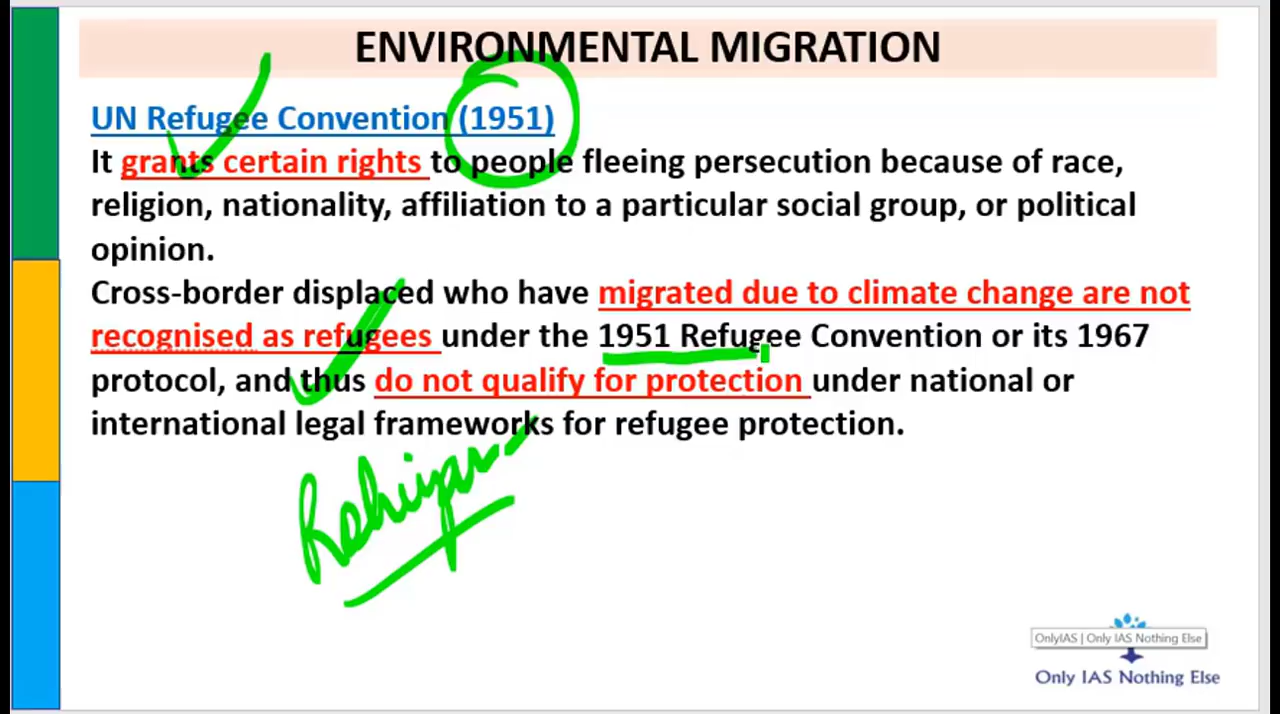 ENVIRONMENTAL MIGRATION
UN Refugee Convention (1951)
It grants certain rights to people fleeing persecution because of race,
religion, nationality, affiliation to a particular social group, or political
opinion.
Cross-border displaced who have migrated due to climate change are not
recognised as refugees under the 1951 Refugee Convention or its 1967
protocol, and thus do not qualify for protection under national or
international legal frameworks for refugee protection.
OnlyIAS | Only IAS Nothing Else
Only IAS Nothing Else